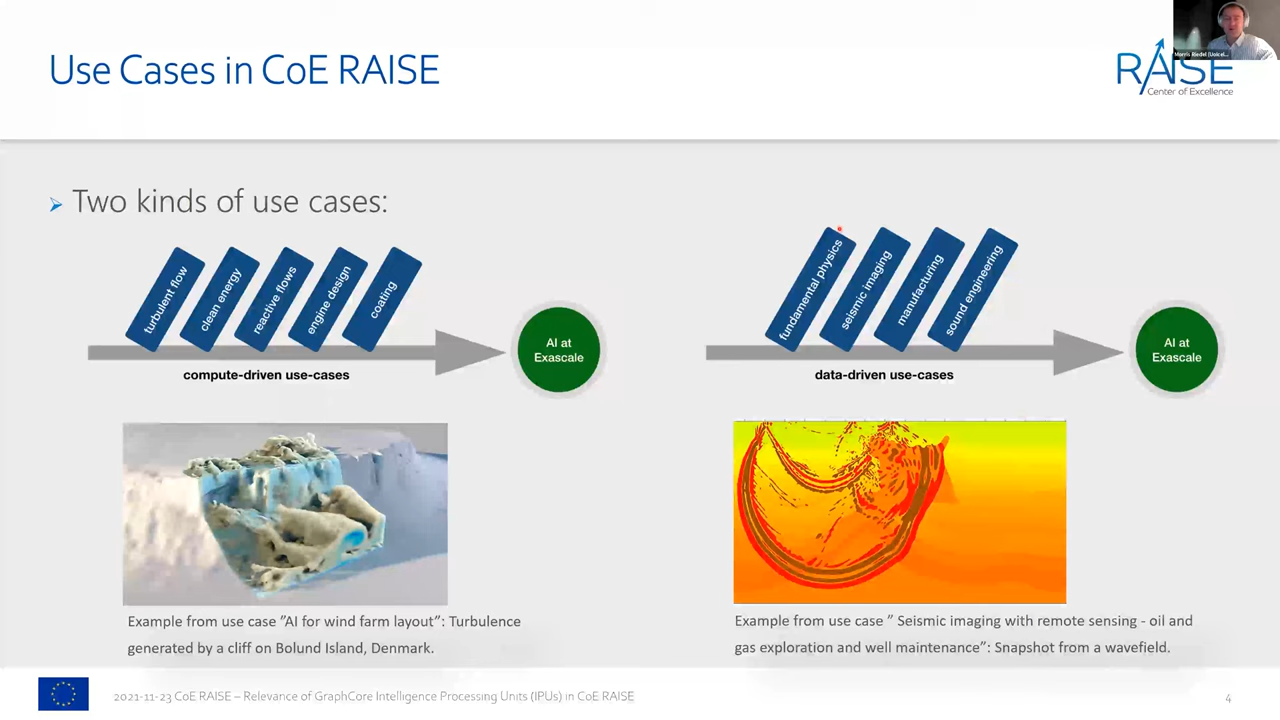 Use Cases in CoE RAISE
RAISE
Center of Excellence
Two kinds of use cases:
turbulent flow
clean energy
reactive flows
engine design
coating
AI at
Exascale
compute-driven use-cases
fundamental physics
seismic imaging
manufacturing
sound engineering
AI at
Exascale
data-driven use-cases
Example from use case ”AI for wind farm layout”: Turbulence
generated by a cliff on Bolund Island, Denmark.
Example from use case ” Seismic imaging with remote sensing - oil and
gas exploration and well maintenance”: Snapshot from a wavefield.
2021-11-23 CoE RAISE – Relevance of GraphCore Intelligence Processing Units (IPUs) in CoE RAISE
4